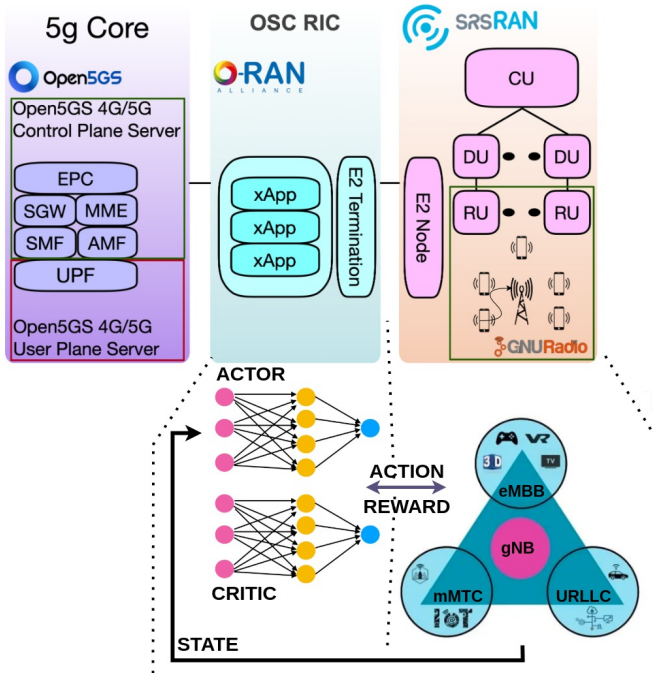 5g Core
Open5GS
Open5GS 4G/5G
Control Plane Server
EPC
SGW
MME
SMF
AMF
UPF
Open5GS 4G/5G
User Plane Server
OSC RIC
O-RAN
ALLIANCE
xApp
xApp
xApp
E2 Termination
SRSRAN
CU
DU
DU
RU
RU
E2 Node
GNURadio
ACTOR
CRITIC
ACTION
REWARD
STATE
VR
3D
TV
eMBB
gNB
mMTC
URLLC
IoT